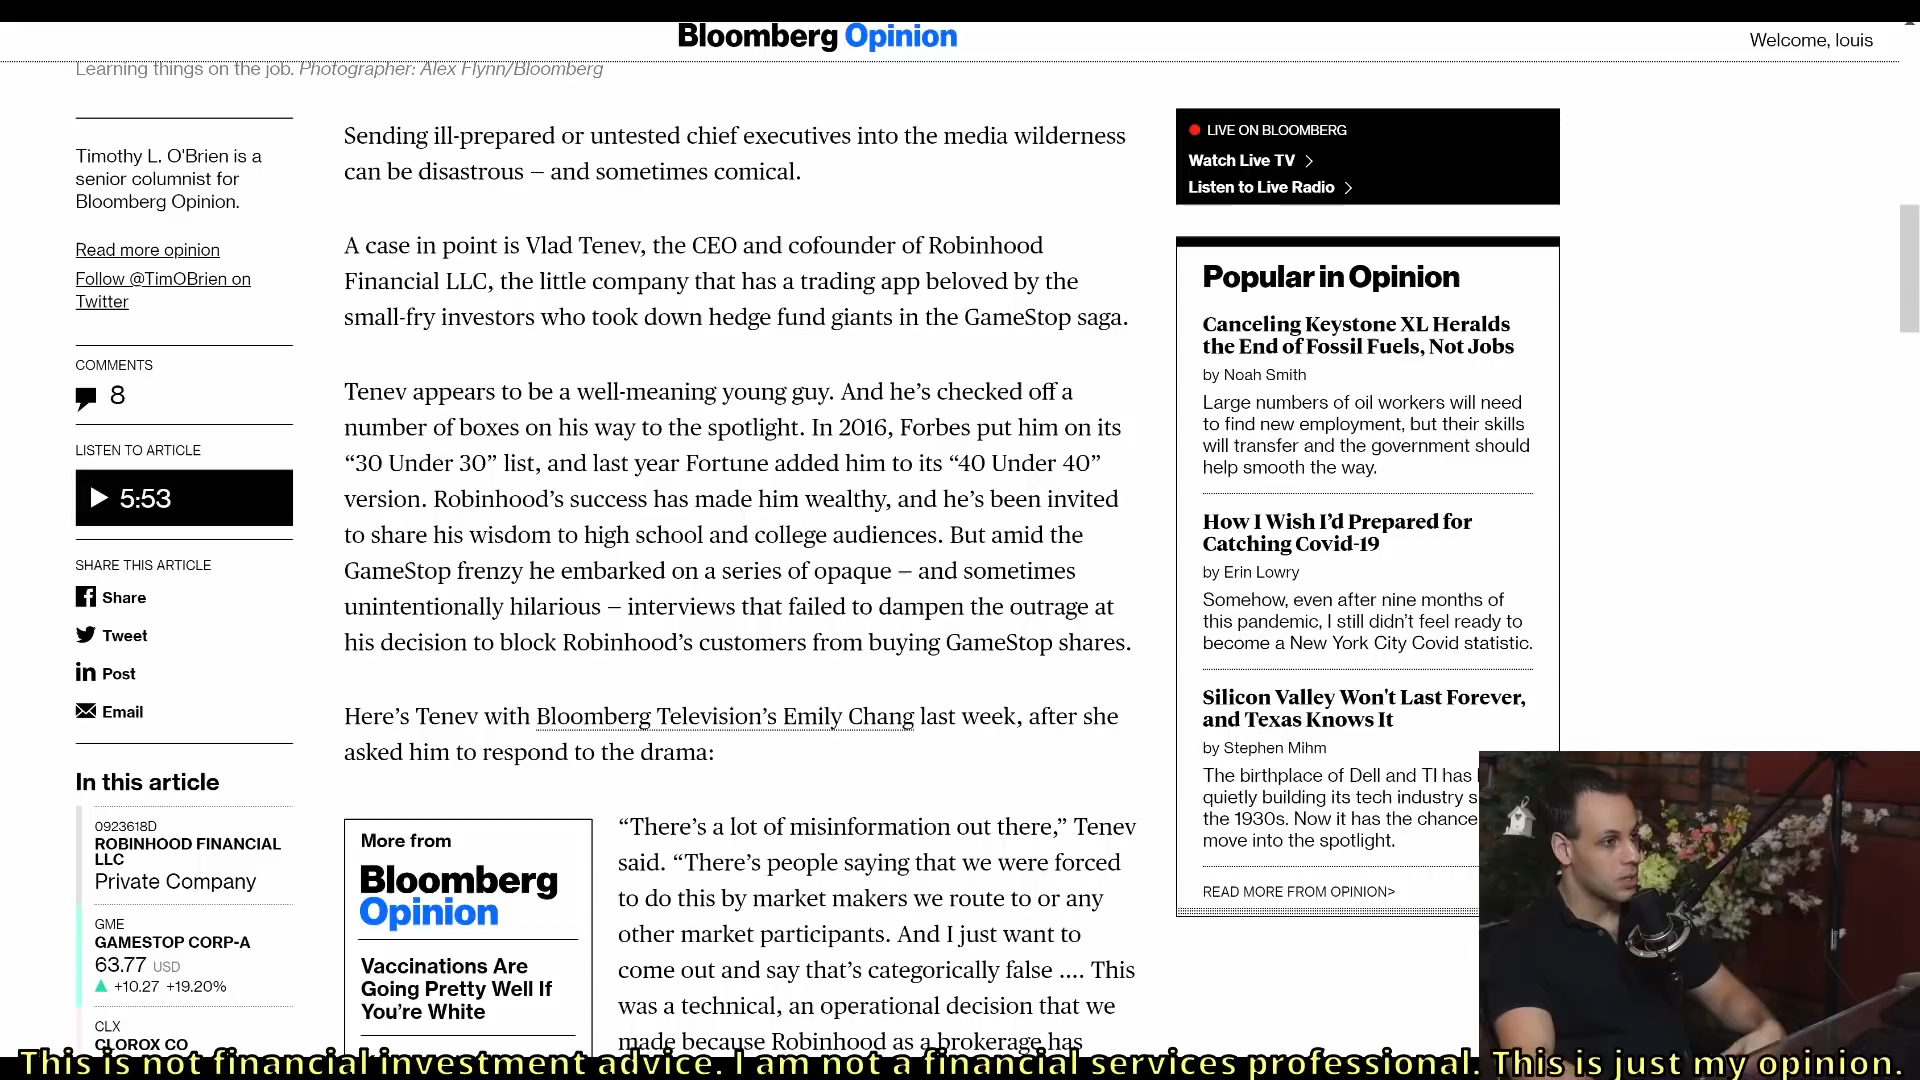 Bloomberg Opinion
Welcome, louis
Learning things on the job. Photographer: Alex Flynn/Bloomberg
Timothy L. O'Brien is a
senior columnist for
Bloomberg Opinion.
Read more opinion
Follow @TimOBrien on
Twitter
COMMENTS
8
LISTEN TO ARTICLE
5:53
SHARE THIS ARTICLE
Share
Tweet
Post
Email
In this article
0923618D
ROBINHOOD FINANCIAL
LLC
Private Company
GME
GAMESTOP CORP-A
63.77 USD
+10.27 +19.20%
CLX
CLOROX CO
Sending ill-prepared or untested chief executives into the media wilderness
can be disastrous — and sometimes comical.
A case in point is Vlad Tenev, the CEO and cofounder of Robinhood
Financial LLC, the little company that has a trading app beloved by the
small-fry investors who took down hedge fund giants in the GameStop saga.
Tenev appears to be a well-meaning young guy. And he’s checked off a
number of boxes on his way to the spotlight. In 2016, Forbes put him on its
“30 Under 30” list, and last year Fortune added him to its “40 Under 40”
version. Robinhood’s success has made him wealthy, and he’s been invited
to share his wisdom to high school and college audiences. But amid the
GameStop frenzy he embarked on a series of opaque — and sometimes
unintentionally hilarious — interviews that failed to dampen the outrage at
his decision to block Robinhood’s customers from buying GameStop shares.
Here’s Tenev with Bloomberg Television’s Emily Chang last week, after she
asked him to respond to the drama:
More from
Bloomberg
Opinion
Vaccinations Are
Going Pretty Well If
You’re White
“There’s a lot of misinformation out there,” Tenev
said. “There’s people saying that we were forced
to do this by market makers we route to or any
other market participants. And I just want to
come out and say that’s categorically false .... This
was a technical, an operational decision that we
made because Robinhood as a brokerage has
LIVE ON BLOOMBERG
Watch Live TV
Listen to Live Radio
Popular in Opinion
Canceling Keystone XL Heralds
the End of Fossil Fuels, Not Jobs
by Noah Smith
Large numbers of oil workers will need
to find new employment, but their skills
will transfer and the government should
help smooth the way.
How I Wish I’d Prepared for
Catching Covid-19
by Erin Lowry
Somehow, even after nine months of
this pandemic, I still didn’t feel ready to
become a New York City Covid statistic.
Silicon Valley Won't Last Forever,
and Texas Knows It
by Stephen Mihm
The birthplace of Dell and TI has
quietly building its tech industry s
the 1930s. Now it has the chance
move into the spotlight.
READ MORE FROM OPINION>
This is not financial investment advice. I am not a financial services professional. This is just my opinion.